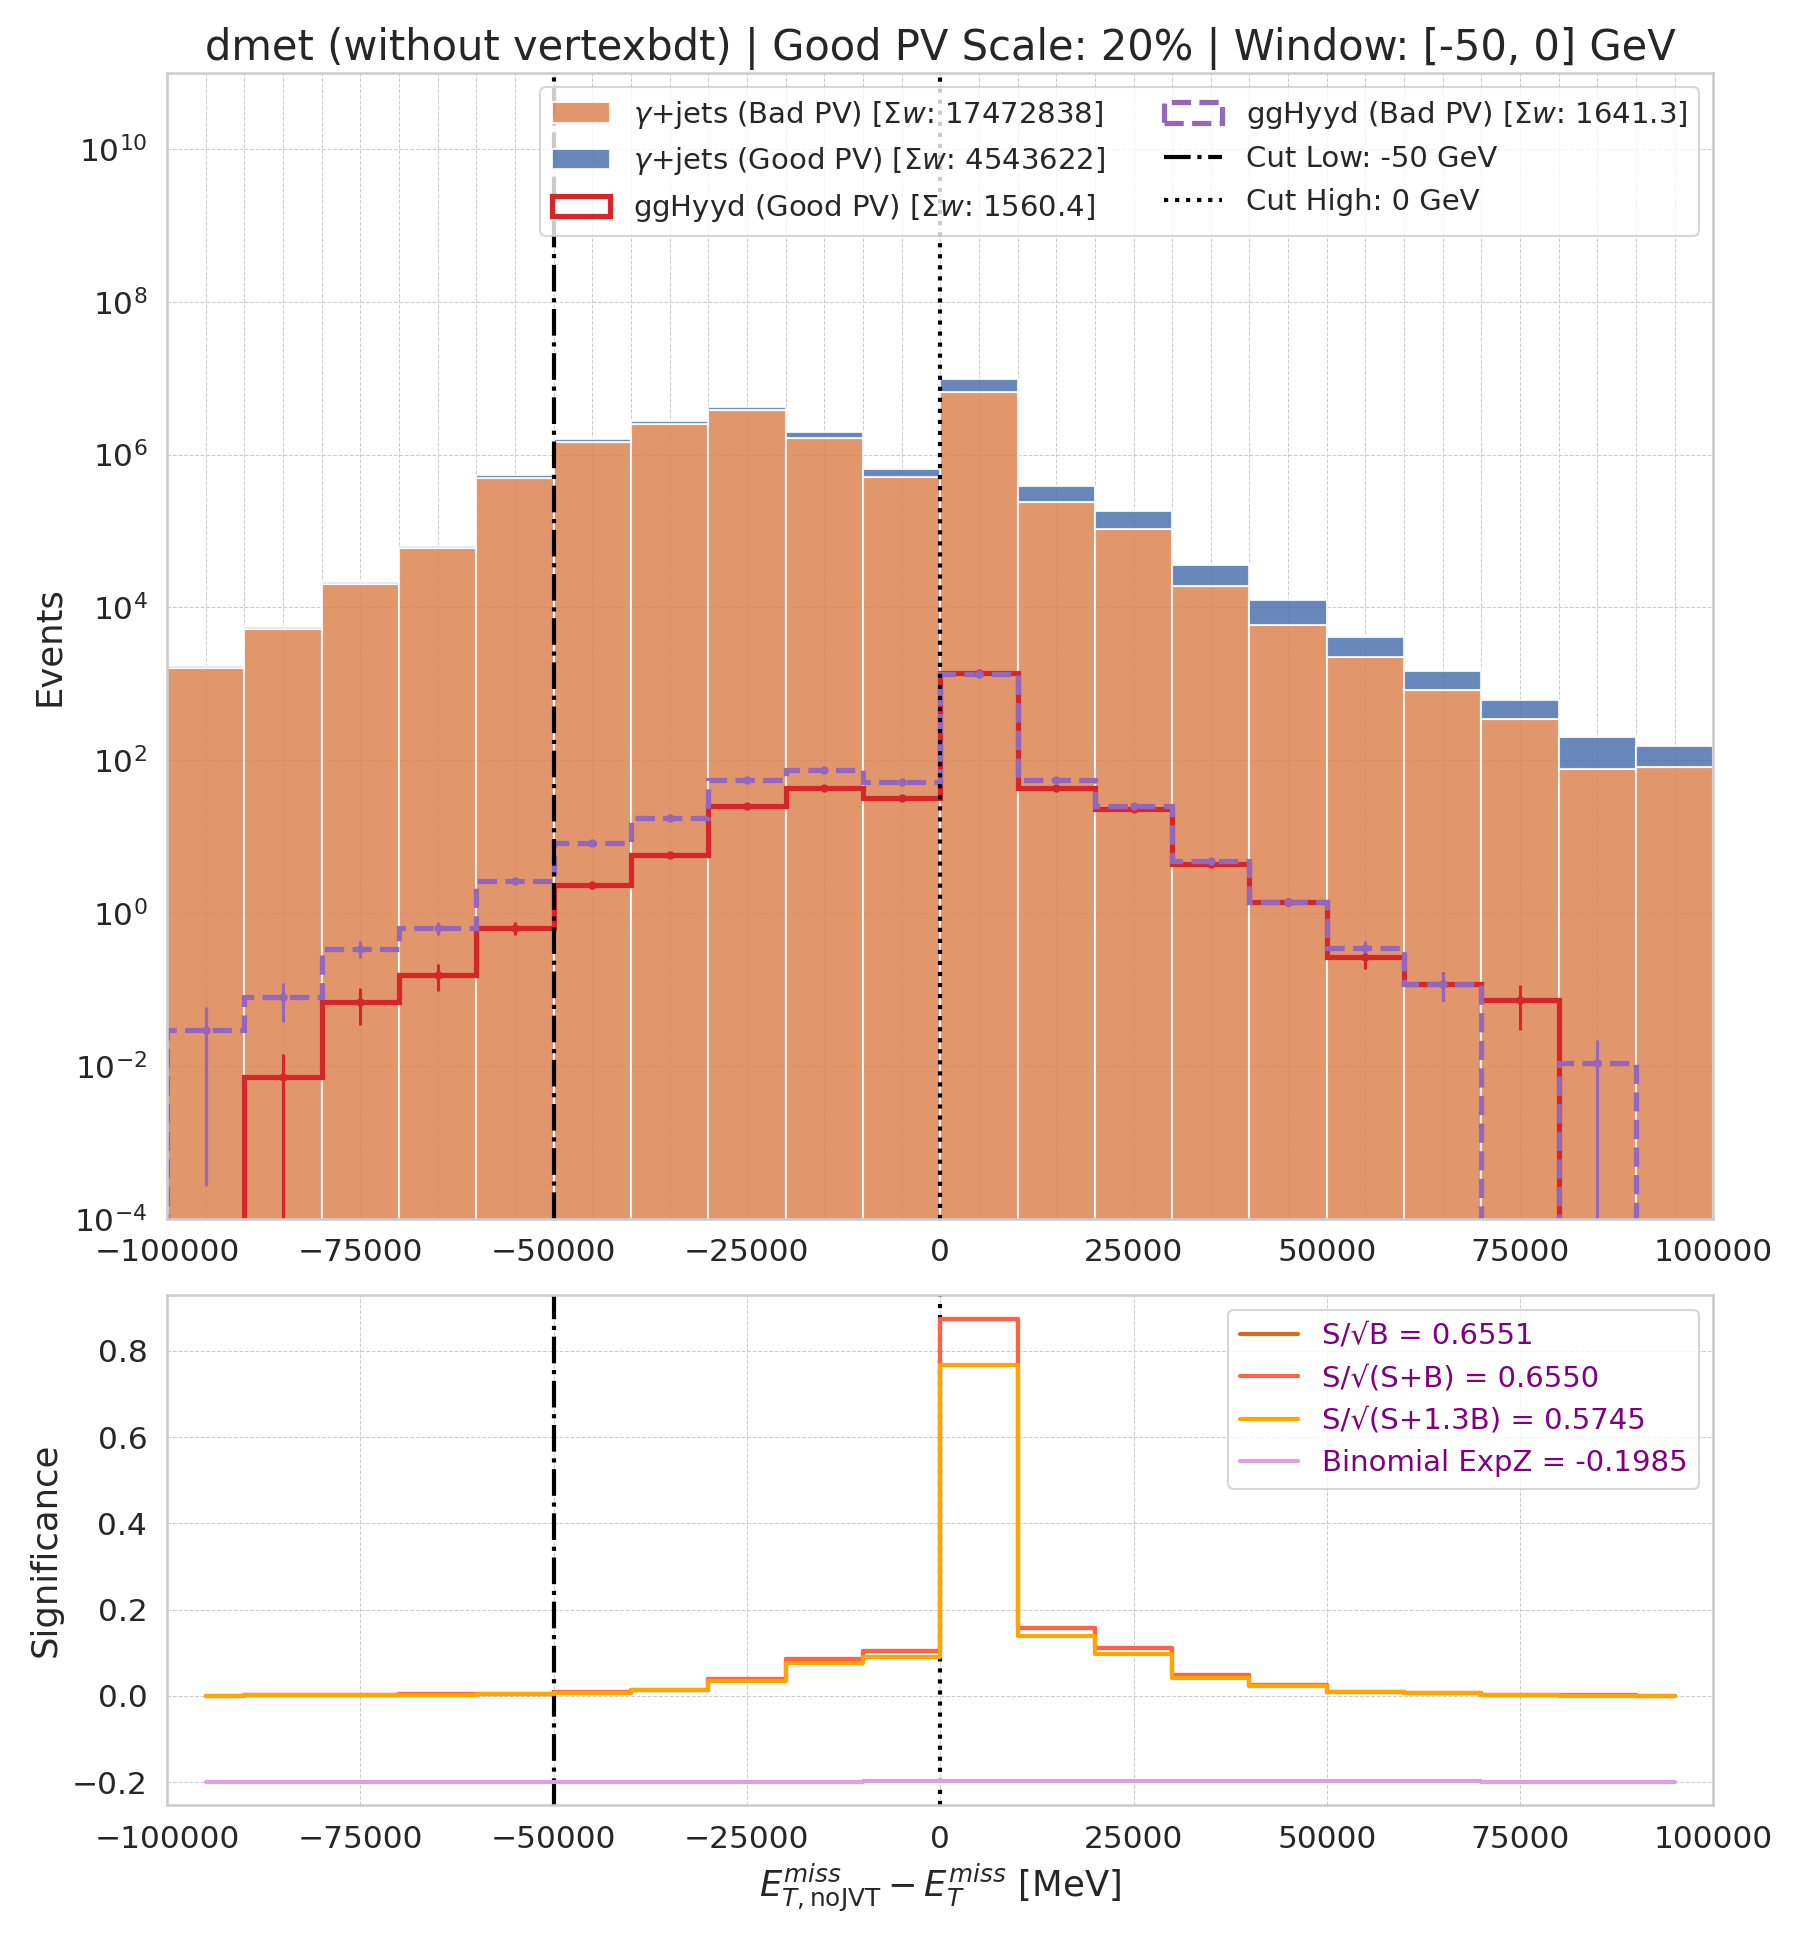 dmet (without vertexbdt) | Good PV Scale: 20% | Window: [-50, 0] GeV
γ+jets (Bad PV) [Σw: 17472838]
γ+jets (Good PV) [Σw: 4543622]
ggHyyd (Good PV) [Σw: 1560.4]
ggHyyd (Bad PV) [Σw: 1641.3]
Cut Low: -50 GeV
Cut High: 0 GeV
Events
10^10
10^8
10^6
10^4
10^2
10^0
10^−2
10^−4
−100000 −75000 −50000 −25000 0 25000 50000 75000 100000
S/√B = 0.6551
S/√(S+B) = 0.6550
S/√(S+1.3B) = 0.5745
Binomial ExpZ = -0.1985
Significance
0.8
0.6
0.4
0.2
0.0
−0.2
−100000 −75000 −50000 −25000 0 25000 50000 75000 100000
E_{T,noJVT}^{miss} − E_T^{miss} [MeV]